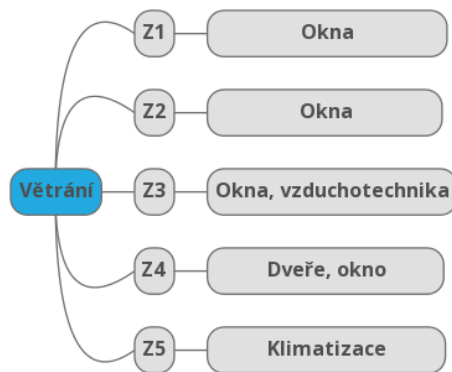 Z1 Okna
Z2 Okna
Větrání Z3 Okna, vzduchotechnika
Z4 Dveře, okno
Z5 Klimatizace